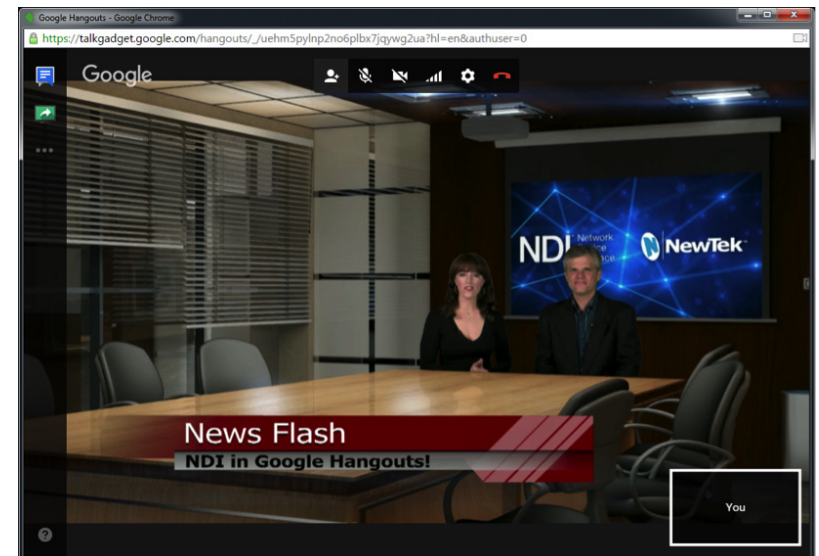 Google Hangouts - Google Chrome
https://talkgadget.google.com/hangouts/_/uehm5pylnp2no6plbx7jqywg2ua?hl=en&authuser=0
Google
NDI Network
NewTek
News Flash
NDI in Google Hangouts!
You